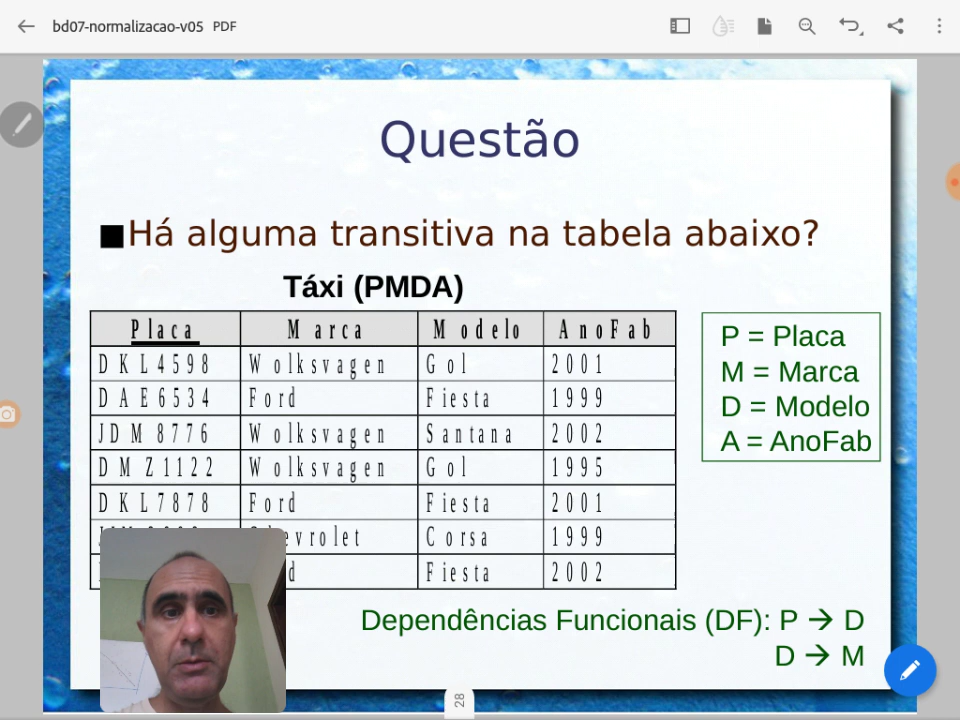 bd07-normalizacao-v05 PDF
Questão
Há alguma transitiva na tabela abaixo?
Táxi (PMDA)
Placa Marca Modelo AnoFab
DKL4598 Wolksvagen Gol 2001
DAE6534 Ford Fiesta 1999
JDM8776 Wolksvagen Santana 2002
DMZ1122 Wolksvagen Gol 1995
DKL7878 Ford Fiesta 2001
evrolet Corsa 1999
d Fiesta 2002
P = Placa
M = Marca
D = Modelo
A = AnoFab
Dependências Funcionais (DF): P → D
D → M
28